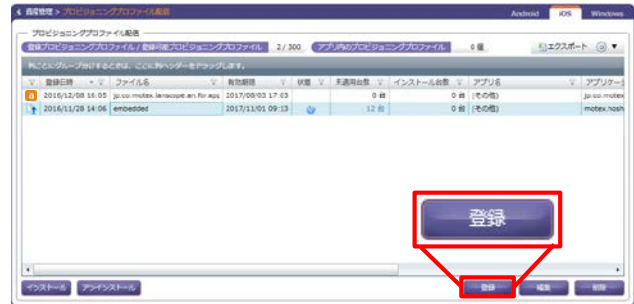 資産管理 > プロビジョニングプロファイル配信
Android iOS Windows
プロビジョニングプロファイル配信
登録プロビジョニングプロファイル / 登録可能プロビジョニングプロファイル 2 / 300 アプリ内のプロビジョニングプロファイル 0 個 エクスポート
列ごとにグループ分けするときは、ここに列ヘッダーをドラッグします。
登録日時 ファイル名 有効期限 状態 未適用台数 インストール台数 アプリ名 アプリケー
2016/12/08 16:05 jp.co.motex.lanscope.an.for.app 2017/08/03 17:03 0 台 0 台 (その他) jp.co.motex
2016/11/28 14:06 embedded 2017/11/01 09:13 12 台 0 台 (その他) motex.hosh
登録
インストール アンインストール 登録 編集 削除